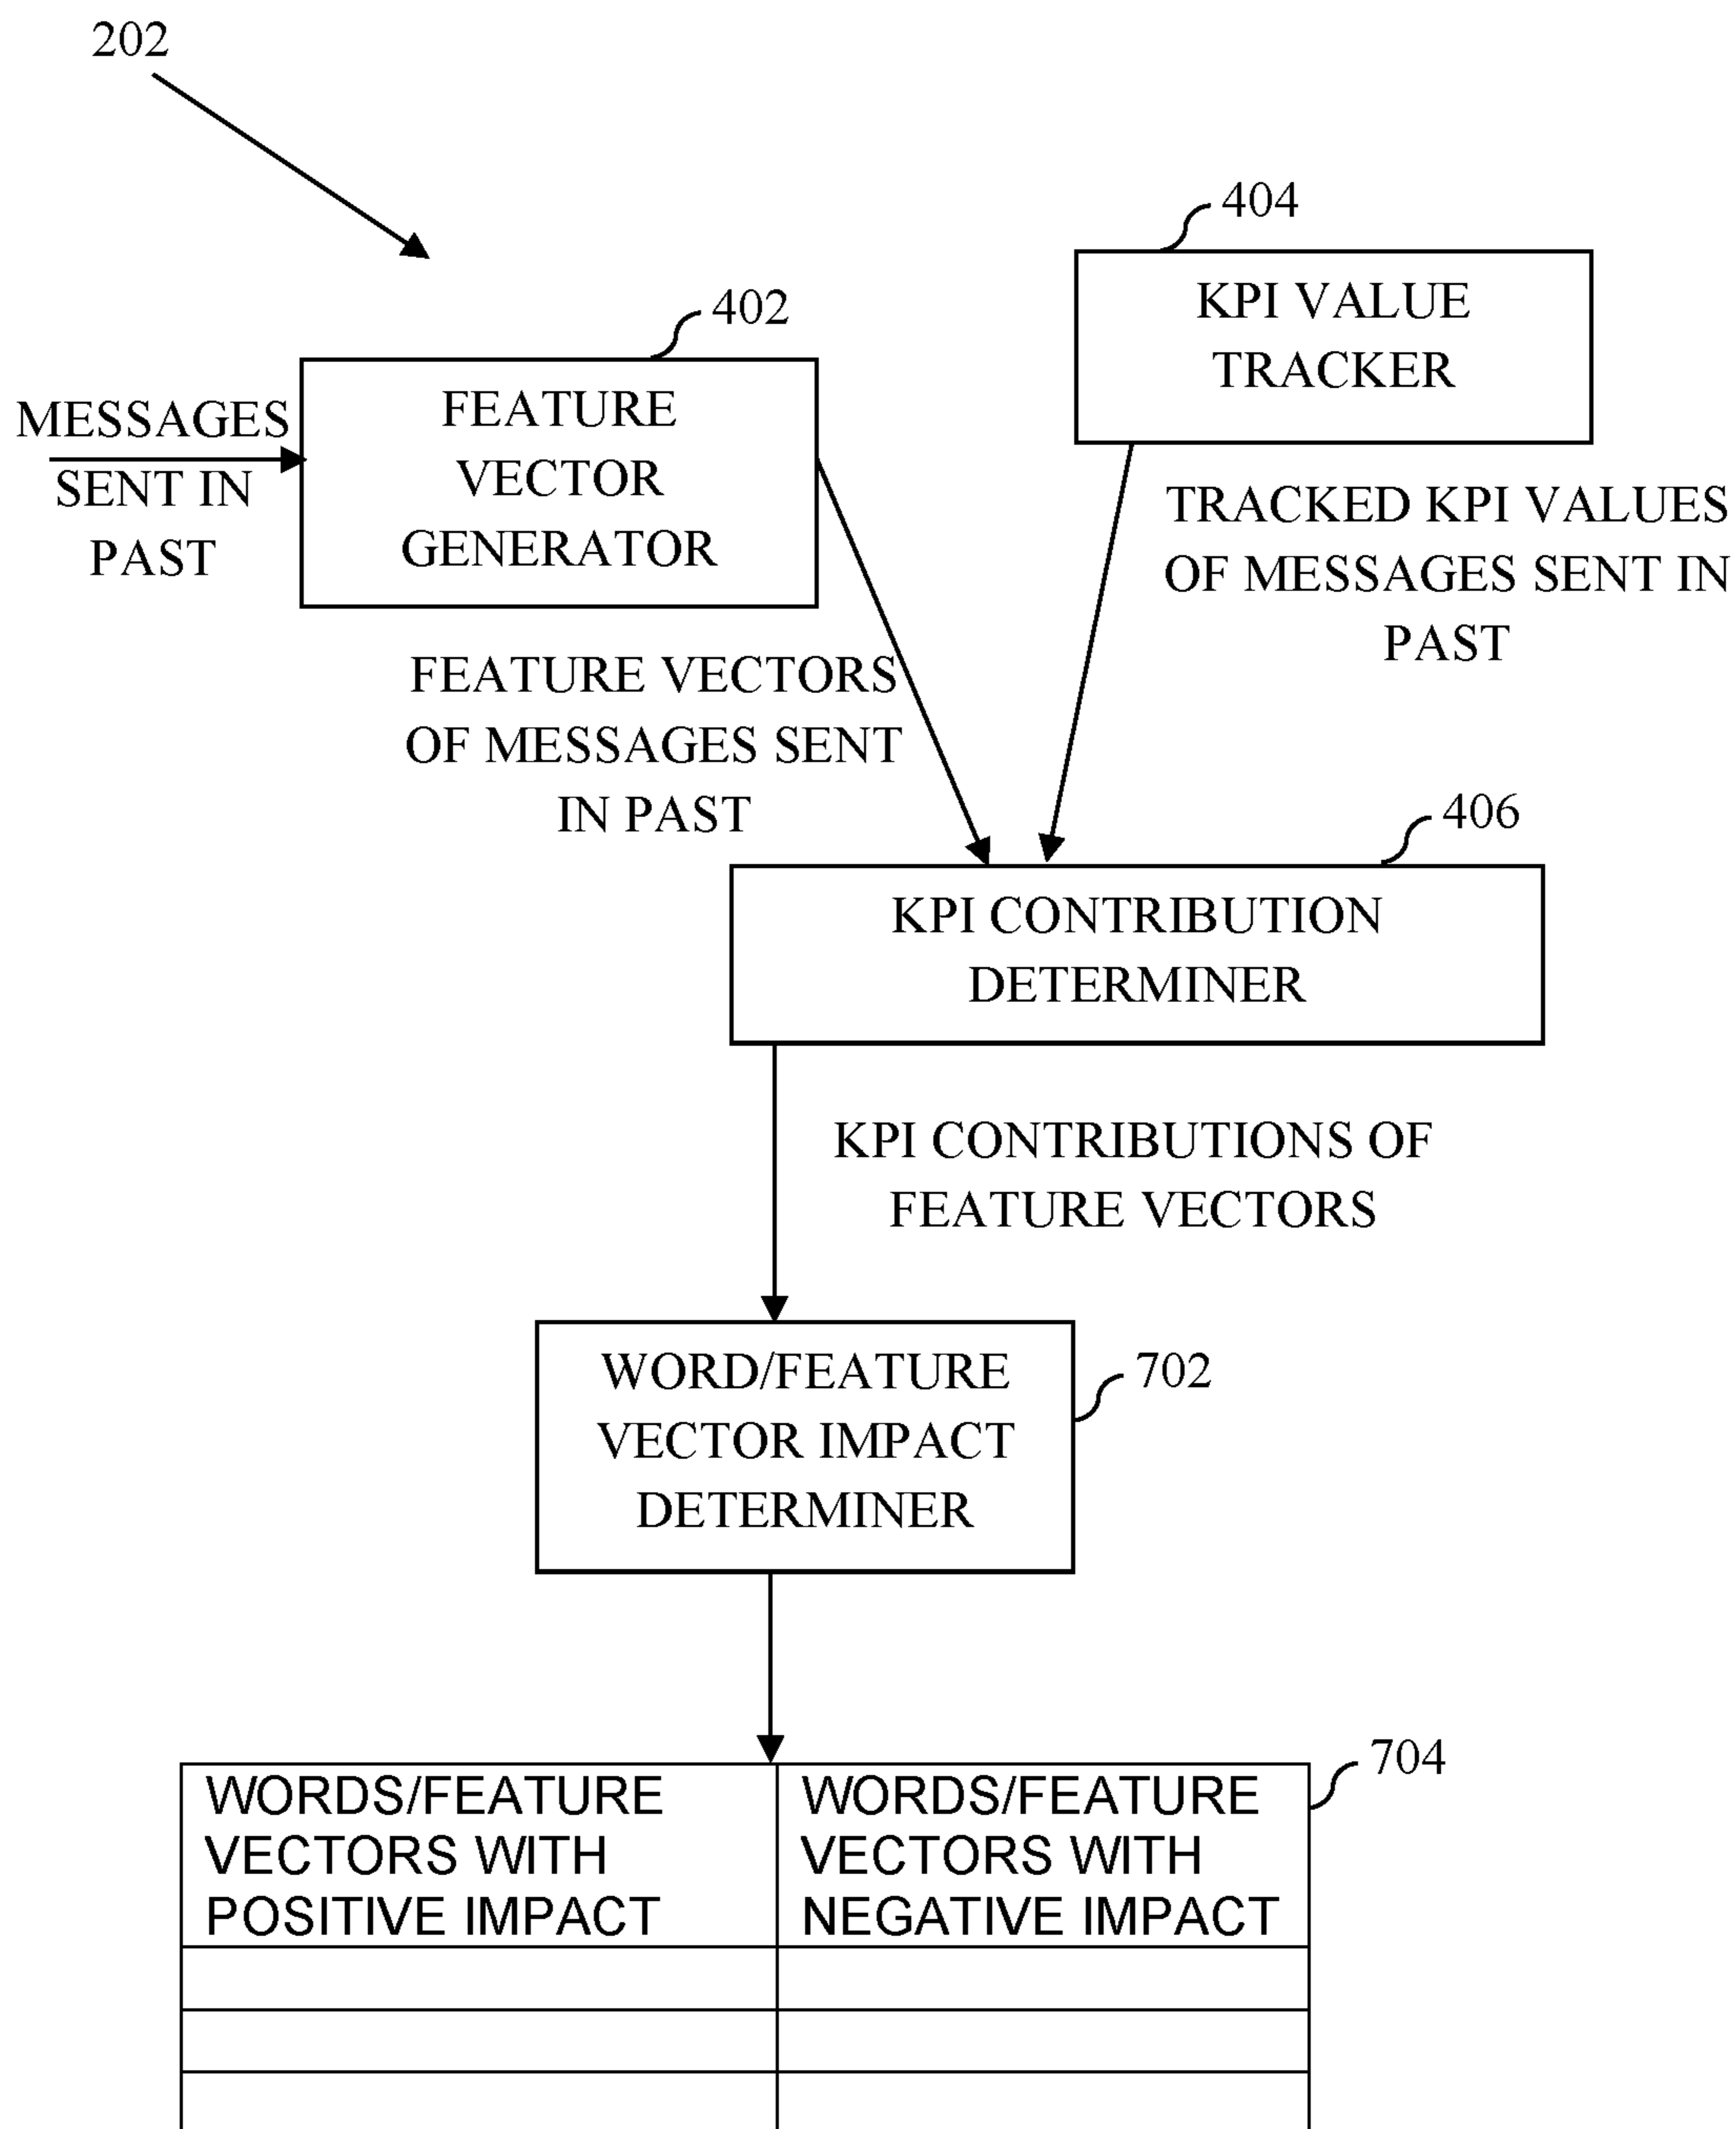 202
404
KPI VALUE
TRACKER
402
FEATURE
VECTOR
GENERATOR
MESSAGES
SENT IN
PAST
TRACKED KPI VALUES
OF MESSAGES SENT IN
PAST
FEATURE VECTORS
OF MESSAGES SENT
IN PAST
406
KPI CONTRIBUTION
DETERMINER
KPI CONTRIBUTIONS OF
FEATURE VECTORS
WORD/FEATURE
VECTOR IMPACT
DETERMINER
702
704
WORDS/FEATURE
VECTORS WITH
POSITIVE IMPACT
WORDS/FEATURE
VECTORS WITH
NEGATIVE IMPACT